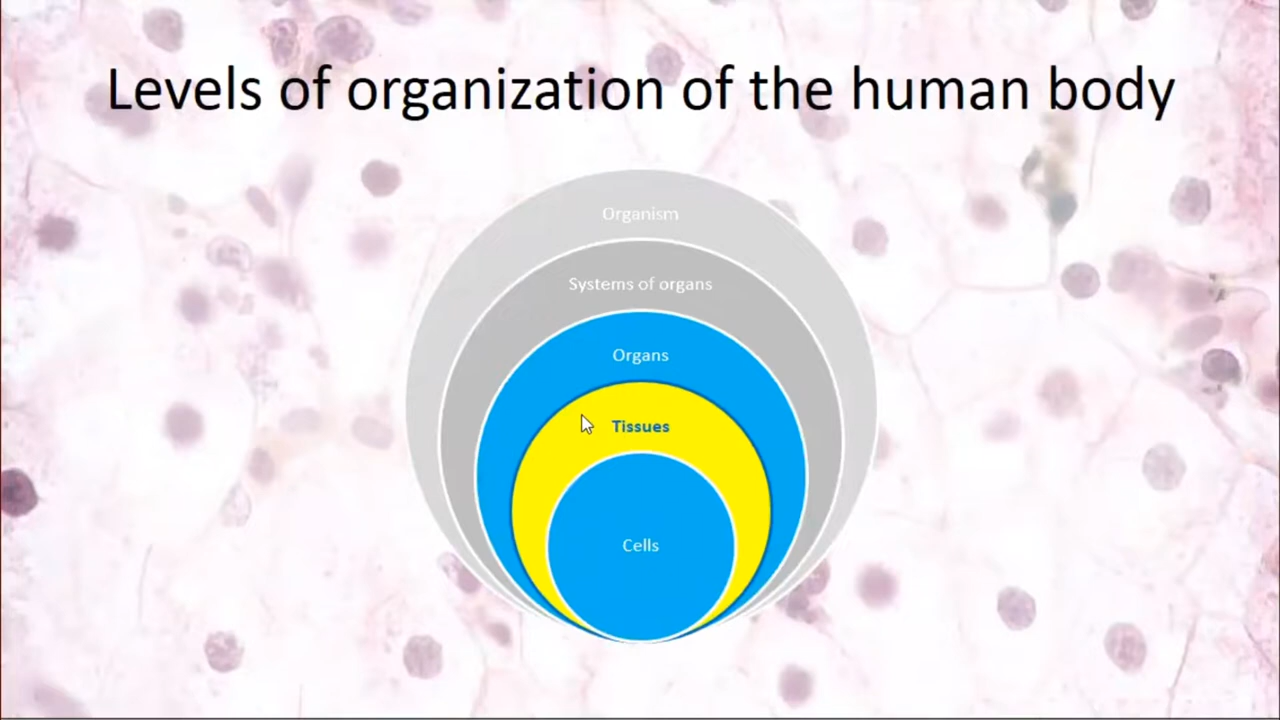 Levels of organization of the human body
Organism
Systems of organs
Organs
Tissues
Cells